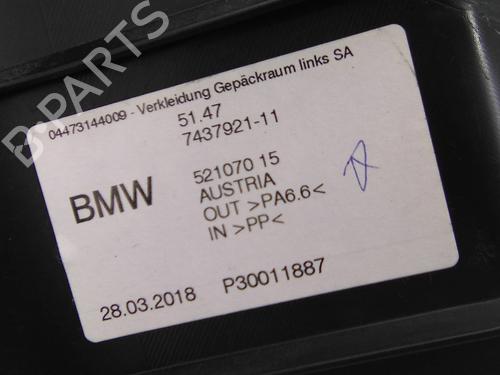 B-PARTS
04473144009 - Verkleidung Gepäckraum links SA
51.47
7437921-11
BMW
521070 15
AUSTRIA
OUT >PA6.6<
IN >PP<
28.03.2018 P30011887